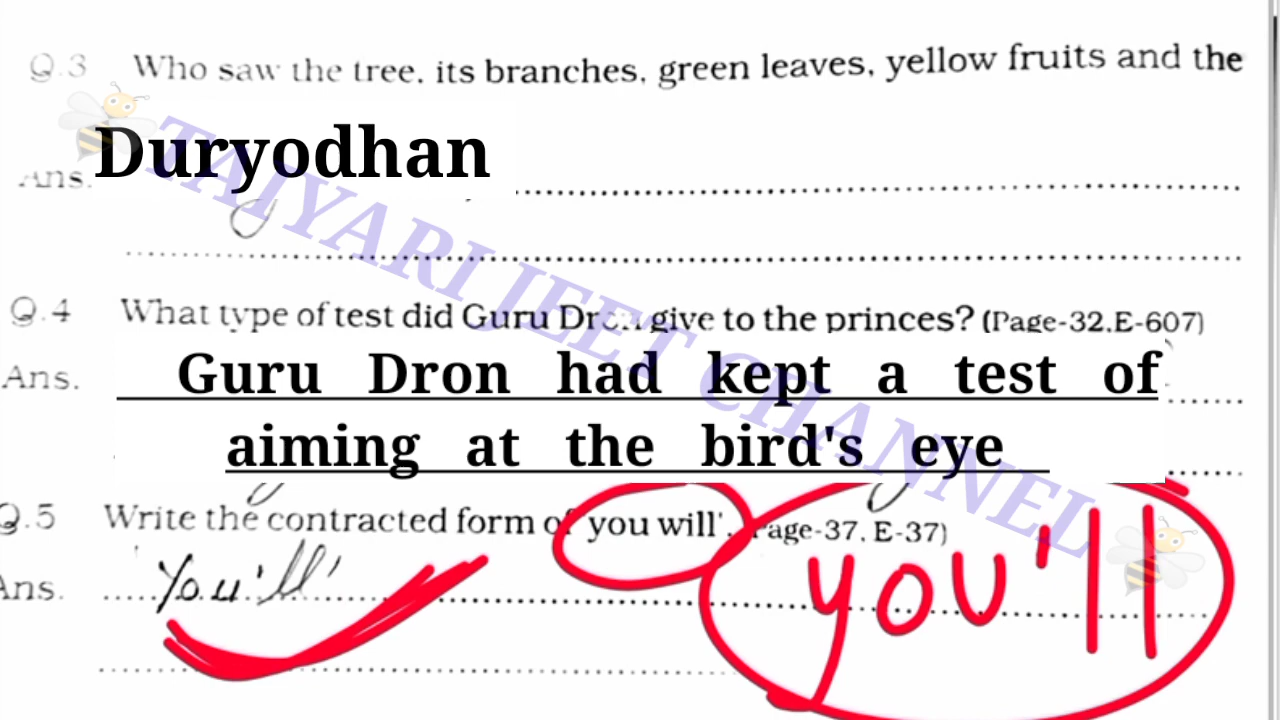 Q.3 Who saw the tree, its branches, green leaves, yellow fruits and the
Ans. Duryodhan
Q.4 What type of test did Guru Dron give to the princes? (Page-32,E-607)
Ans. Guru Dron had kept a test of
aiming at the bird's eye
Q.5 Write the contracted form of 'you will'. (Page-37, E-37)
Ans. 'You'll'
you'll
TAIYARI JEET CHANNEL